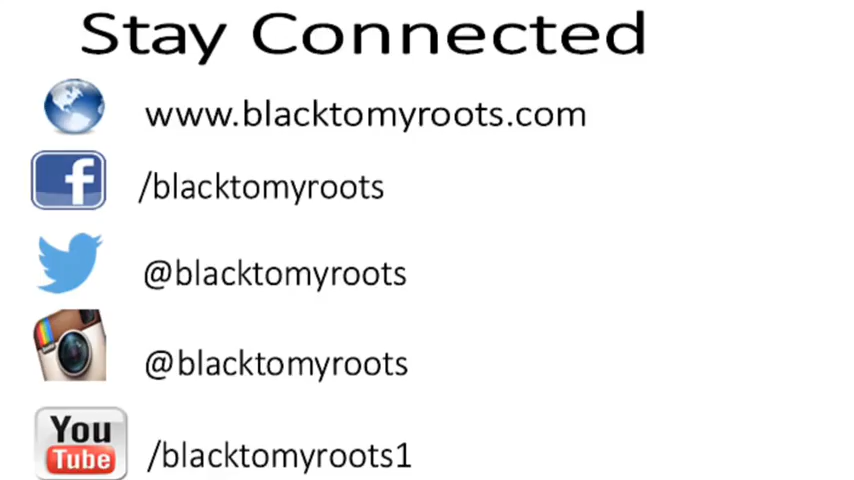 Stay Connected
www.blacktomyroots.com
f
/blacktomyroots
@blacktomyroots
@blacktomyroots
You
Tube
/blacktomyroots1